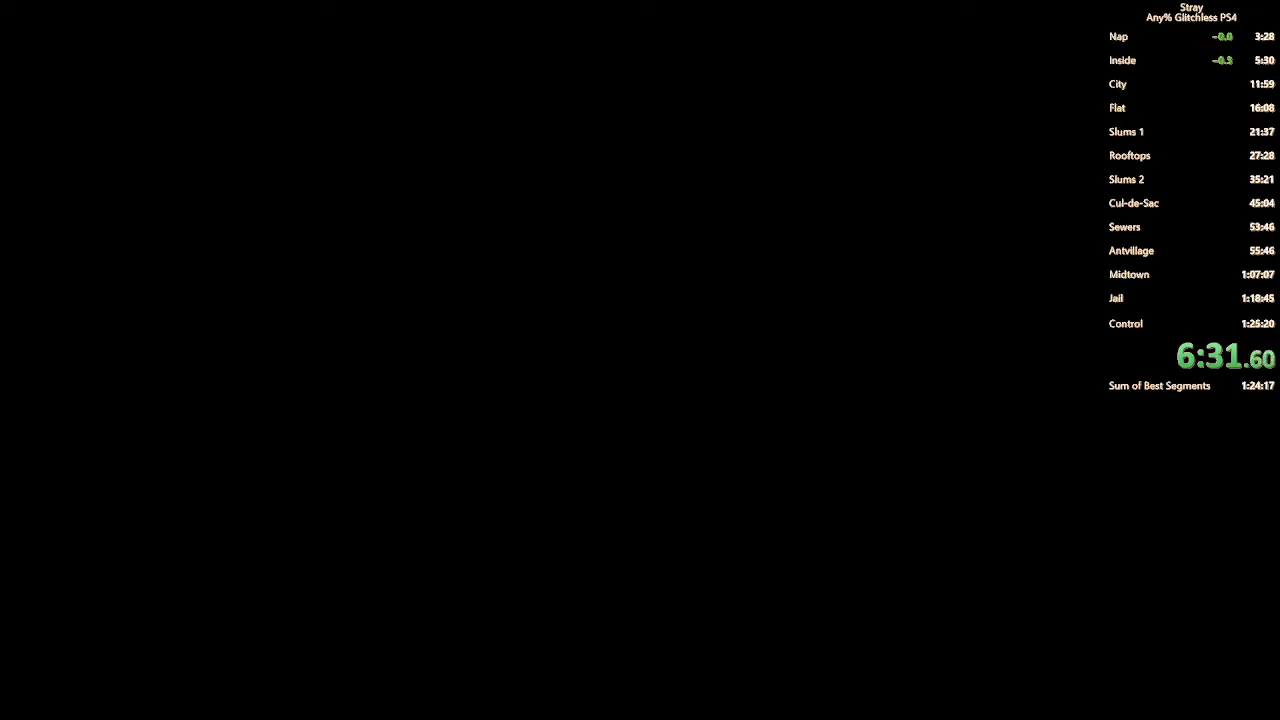 Stray
Any% Glitchless PS4
Nap −0.0 3:28
Inside −0.3 5:30
City 11:59
Flat 16:08
Slums 1 21:37
Rooftops 27:28
Slums 2 35:21
Cul-de-Sac 45:04
Sewers 53:46
Antvillage 55:46
Midtown 1:07:07
Jail 1:18:45
Control 1:25:20
6:31.60
Sum of Best Segments 1:24:17